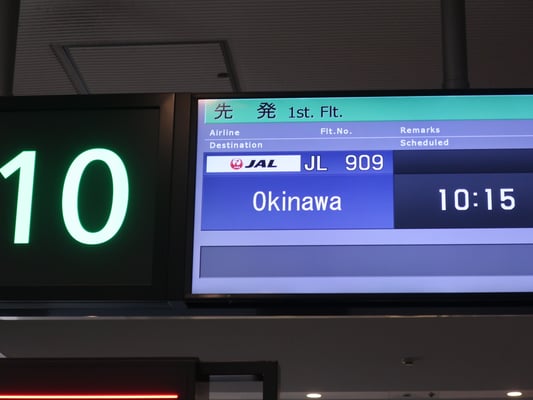 10
先 発 1st. Flt.
Airline Flt.No. Remarks
Destination Scheduled
JAL JL 909
Okinawa 10:15